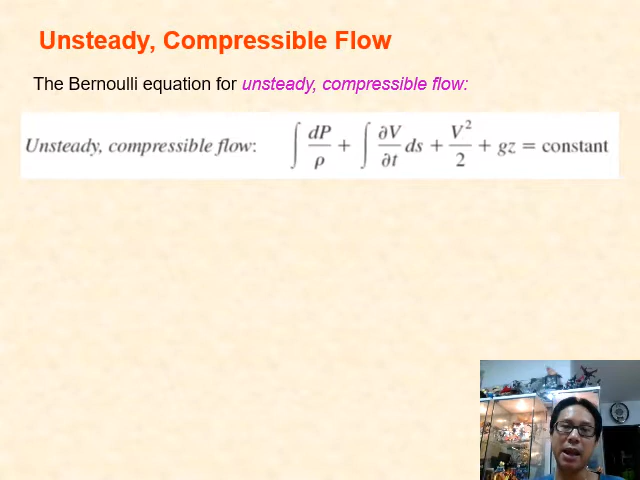 Unsteady, Compressible Flow
The Bernoulli equation for unsteady, compressible flow:
Unsteady, compressible flow: ∫ dP/ρ + ∫ ∂V/∂t ds + V²/2 + gz = constant